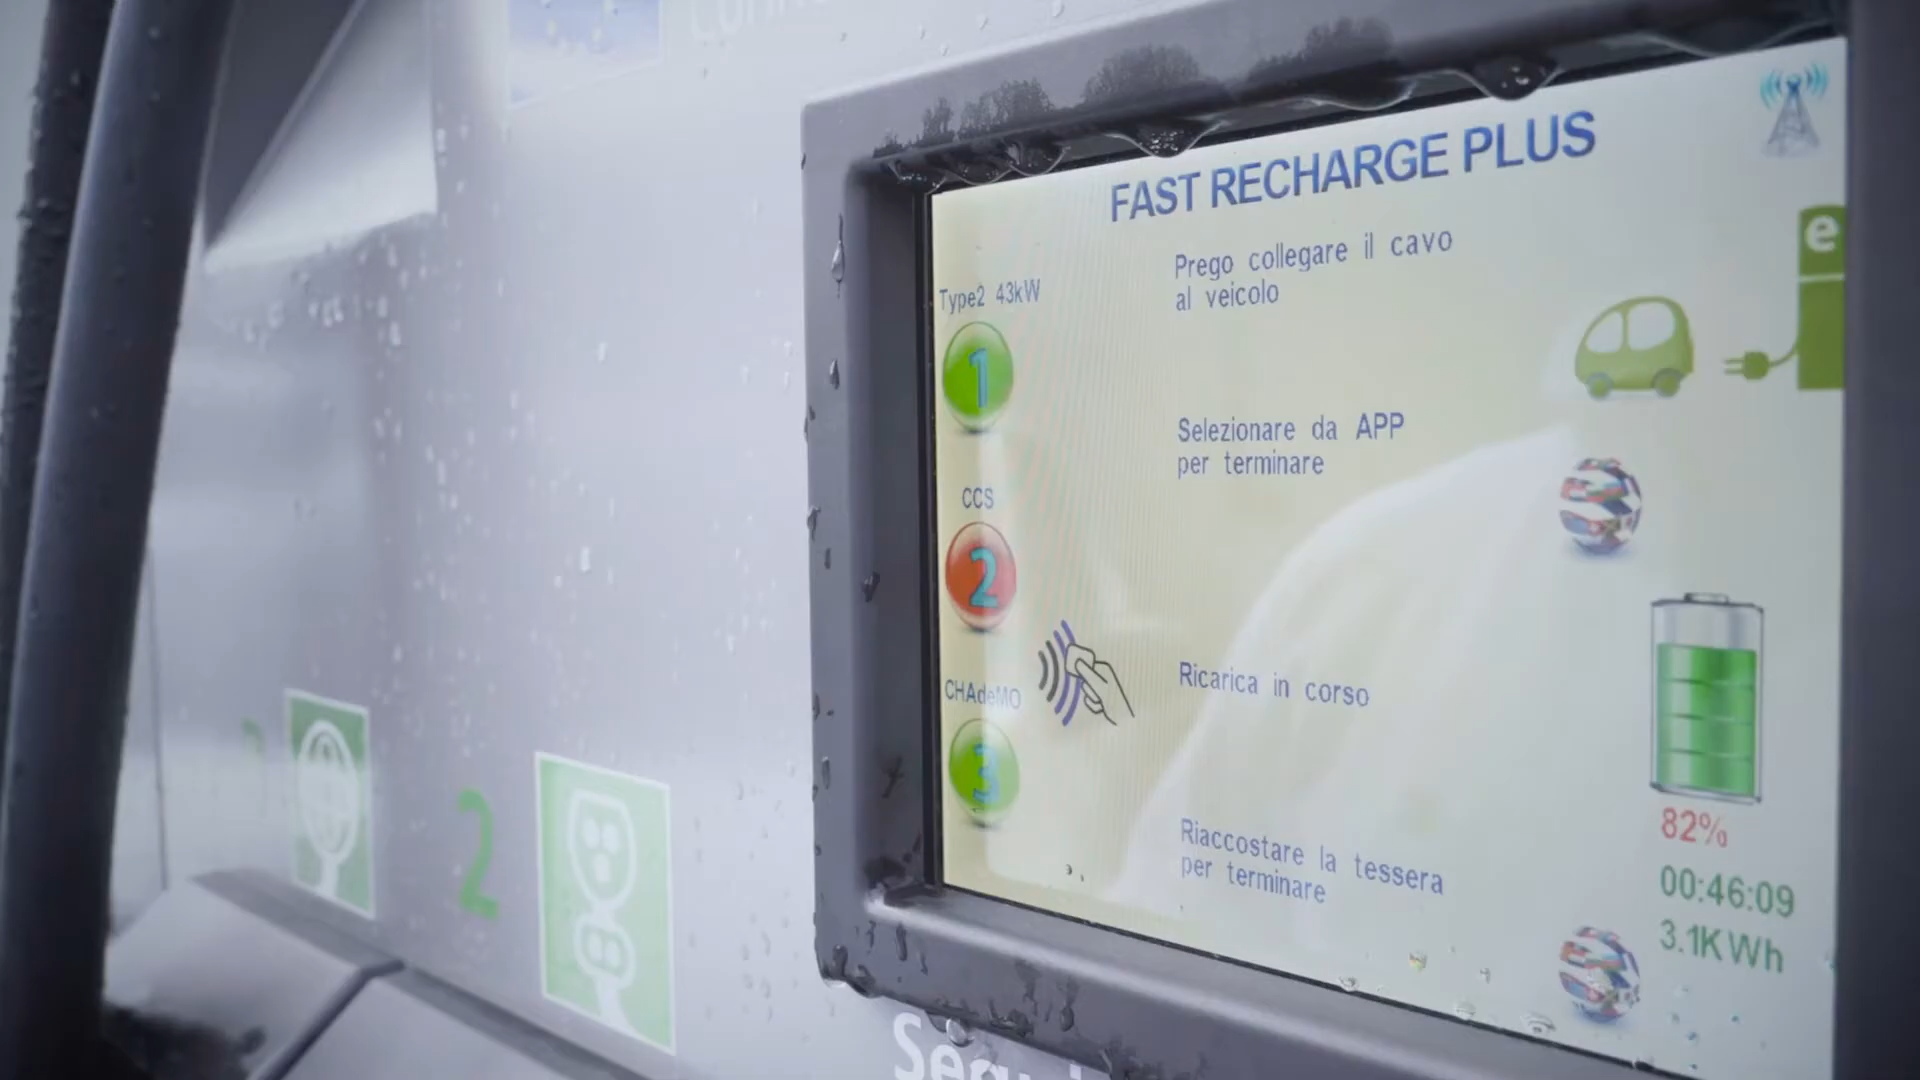 FAST RECHARGE PLUS
e
Type2 43kW
Prego collegare il cavo
al veicolo
1
Selezionare da APP
per terminare
CCS
2
CHAdeMO
Ricarica in corso
3
Riaccostare la tessera
per terminare
82%
00:46:09
3.1KWh
2